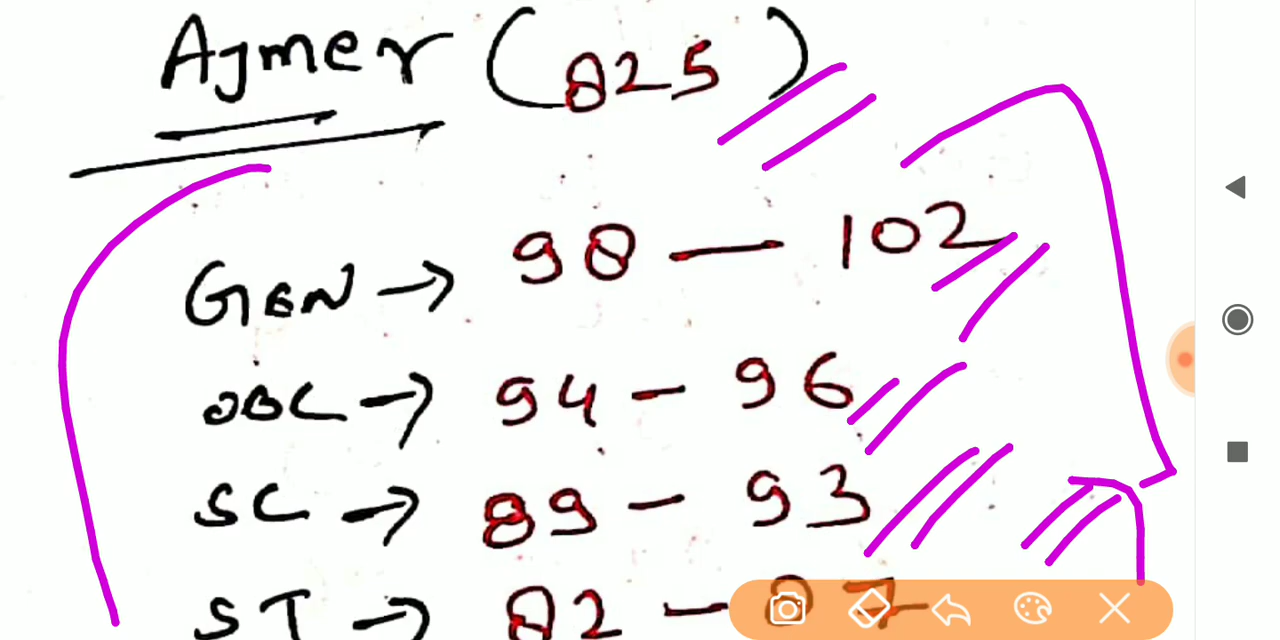 Ajmer (825)
GEN → 98 — 102
OBC → 94 - 96
SC → 89 - 93
ST → 82 -